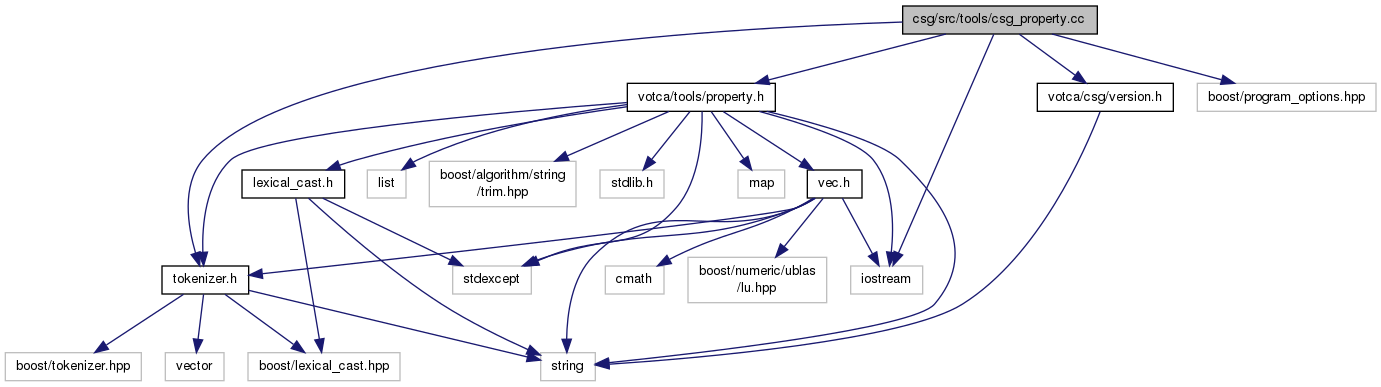 csg/src/tools/csg_property.cc
votca/tools/property.h
votca/csg/version.h
boost/program_options.hpp
lexical_cast.h
list
boost/algorithm/string
/trim.hpp
stdlib.h
map
vec.h
tokenizer.h
stdexcept
cmath
boost/numeric/ublas
/lu.hpp
iostream
boost/tokenizer.hpp
vector
boost/lexical_cast.hpp
string